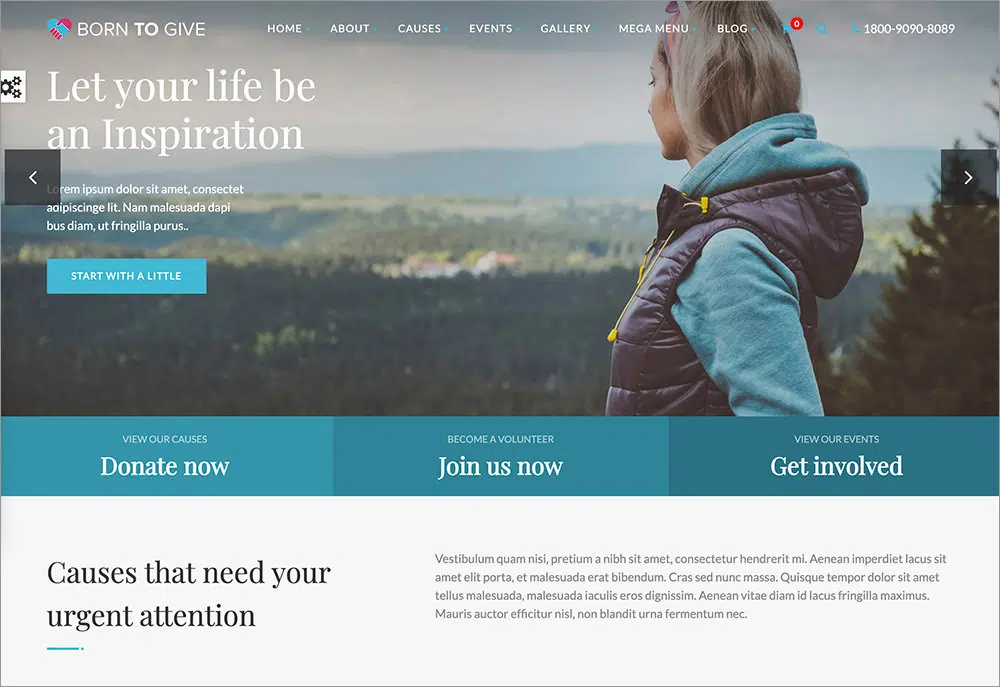 BORN TO GIVE
HOME ABOUT CAUSES EVENTS GALLERY MEGA MENU BLOG 0 1800-9090-8089
Let your life be
an Inspiration
Lorem ipsum dolor sit amet, consectet
adipiscinge lit. Nam malesuada dapi
bus diam, ut fringilla purus..
START WITH A LITTLE
VIEW OUR CAUSES
Donate now
BECOME A VOLUNTEER
Join us now
VIEW OUR EVENTS
Get involved
Causes that need your
urgent attention
Vestibulum quam nisi, pretium a nibh sit amet, consectetur hendrerit mi. Aenean imperdiet lacus sit
amet elit porta, et malesuada erat bibendum. Cras sed nunc massa. Quisque tempor dolor sit amet
tellus malesuada, malesuada iaculis eros dignissim. Aenean vitae diam id lacus fringilla maximus.
Mauris auctor efficitur nisl, non blandit urna fermentum nec.